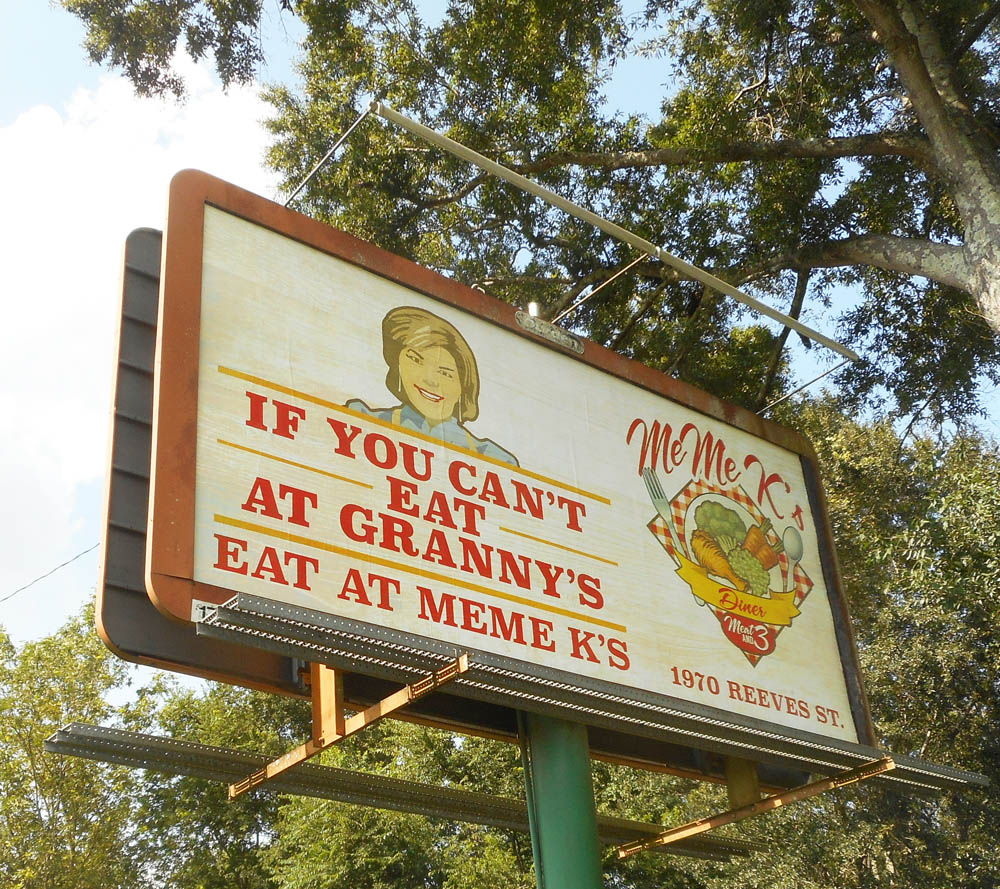 IF YOU CAN'T
EAT
AT GRANNY'S
EAT AT MEME K'S
MeMe K's
Diner
Meat
AND 3
1970 REEVES ST.